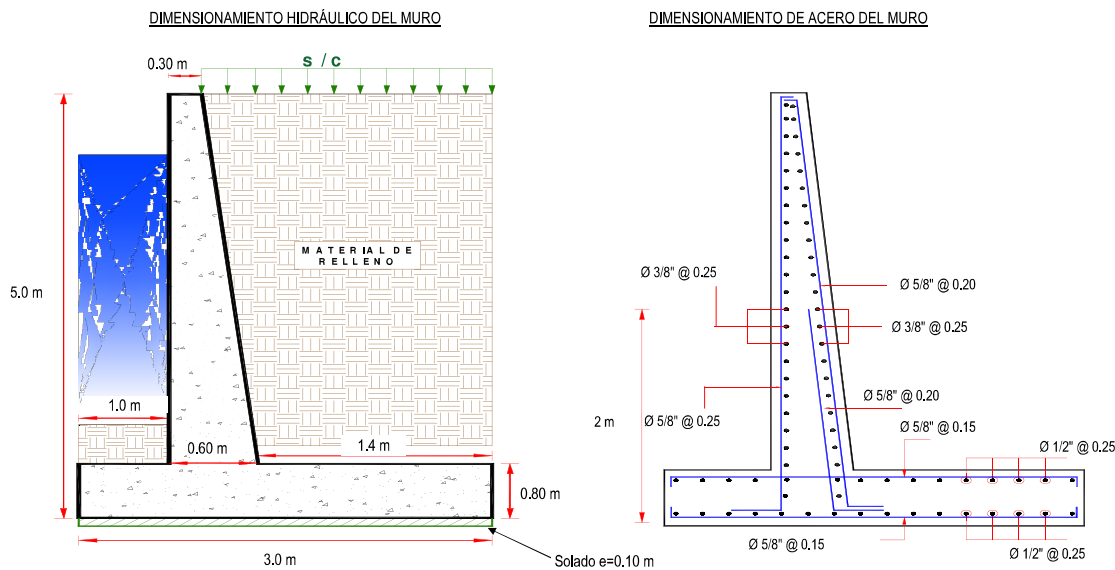 DIMENSIONAMIENTO HIDRÁULICO DEL MURO
DIMENSIONAMIENTO DE ACERO DEL MURO
0.30 m
s / c
MATERIAL DE
RELLENO
5.0 m
1.0 m
0.60 m
1.4 m
0.80 m
3.0 m
Solado e=0.10 m
Ø 3/8" @ 0.25
Ø 5/8" @ 0.20
Ø 3/8" @ 0.25
Ø 5/8" @ 0.20
2 m
Ø 5/8" @ 0.25
Ø 5/8" @ 0.15
Ø 1/2" @ 0.25
Ø 5/8" @ 0.15
Ø 1/2" @ 0.25